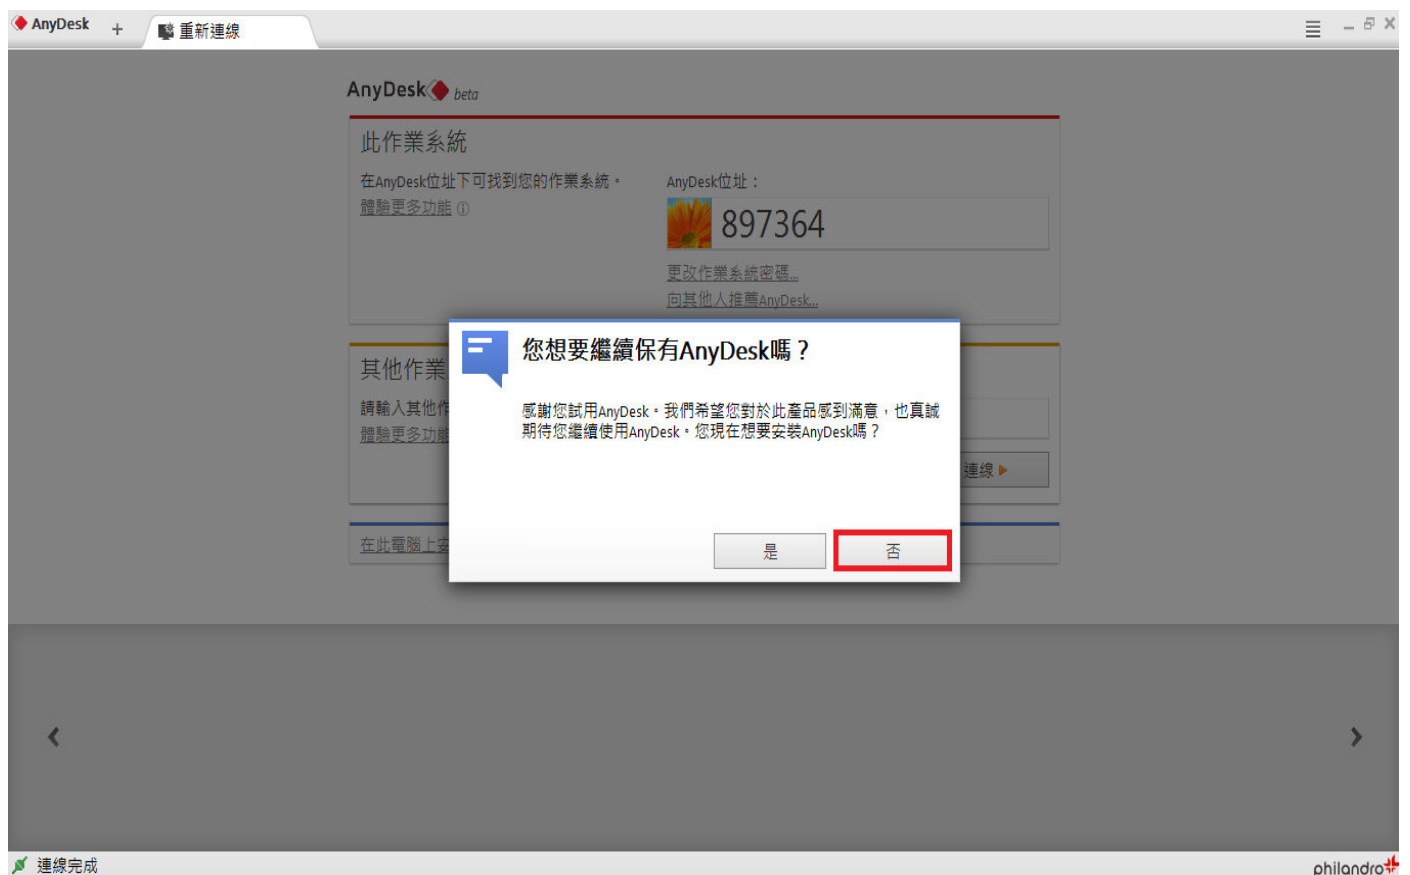 AnyDesk
+
重新連線
AnyDesk beta
此作業系統
在AnyDesk位址下可找到您的作業系統。
體驗更多功能
AnyDesk位址：
897364
更改作業系統密碼...
向其他人推薦AnyDesk...
其他作業
請輸入其他作
體驗更多功能
連線
您想要繼續保有AnyDesk嗎？
感謝您試用AnyDesk。我們希望您對於此產品感到滿意，也真誠
期待您繼續使用AnyDesk。您現在想要安裝AnyDesk嗎？
是
否
在此電腦上安
連線完成
philandro